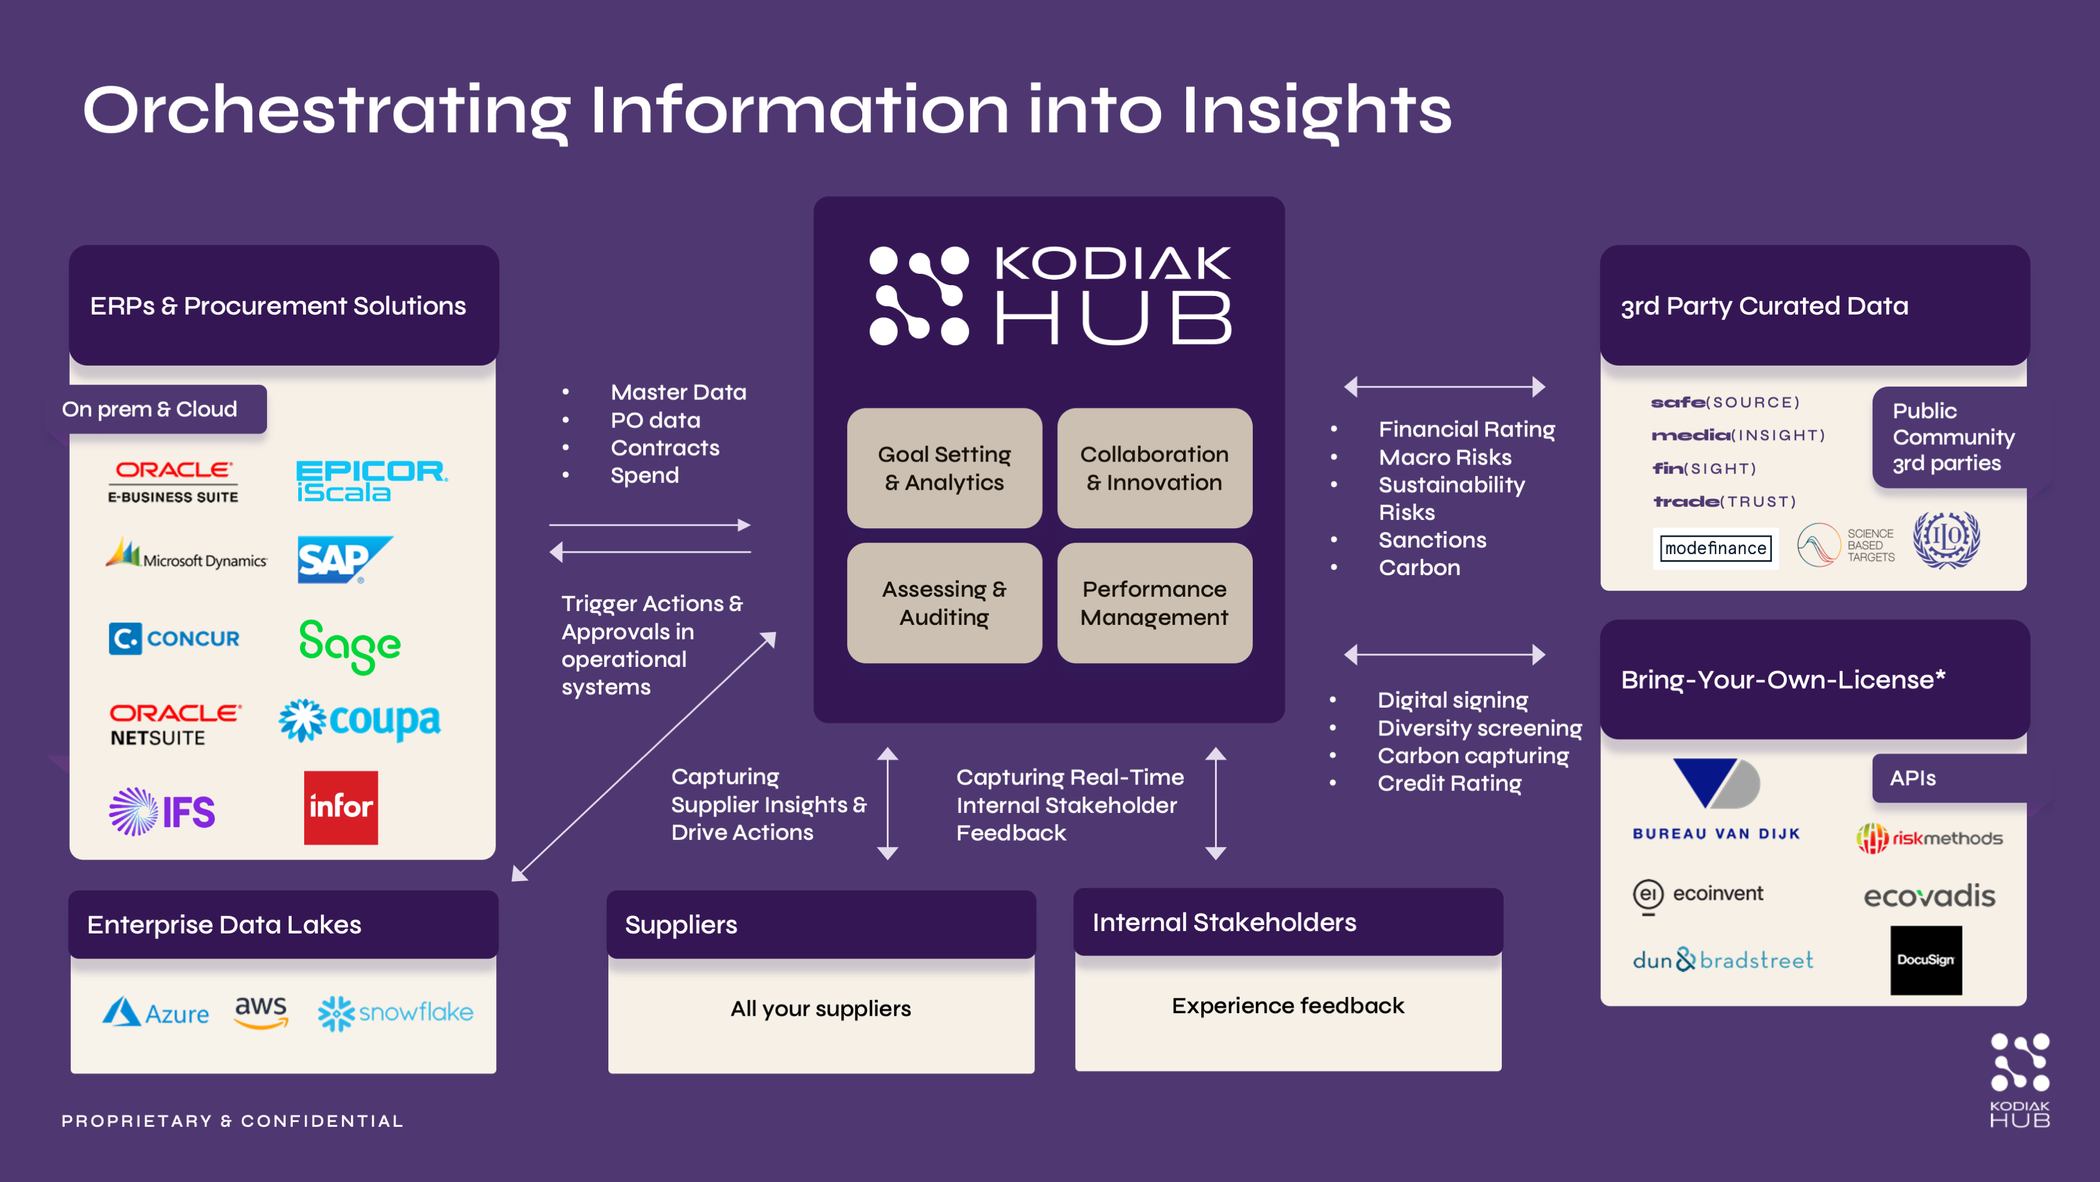 Orchestrating Information into Insights
ERPs & Procurement Solutions
On prem & Cloud
ORACLE
E-BUSINESS SUITE
EPICOR
iScala
Microsoft Dynamics
SAP
C. CONCUR
Sage
ORACLE
NETSUITE
coupa
IFS
infor
Enterprise Data Lakes
Azure
aws
snowflake
• Master Data
• PO data
• Contracts
• Spend
Trigger Actions &
Approvals in
operational
systems
KODIAK
HUB
Goal Setting
& Analytics
Collaboration
& Innovation
Assessing &
Auditing
Performance
Management
Capturing
Supplier Insights &
Drive Actions
Capturing Real-Time
Internal Stakeholder
Feedback
Suppliers
All your suppliers
Internal Stakeholders
Experience feedback
• Financial Rating
• Macro Risks
• Sustainability
Risks
• Sanctions
• Carbon
• Digital signing
• Diversity screening
• Carbon capturing
• Credit Rating
3rd Party Curated Data
safe(SOURCE)
media(INSIGHT)
fin(SIGHT)
trade(TRUST)
Public
Community
3rd parties
modefinance
SCIENCE
BASED
TARGETS
ILO
Bring-Your-Own-License*
APIs
BUREAU VAN DIJK
riskmethods
ei ecoinvent
ecovadis
dun & bradstreet
DocuSign
PROPRIETARY & CONFIDENTIAL
KODIAK
HUB